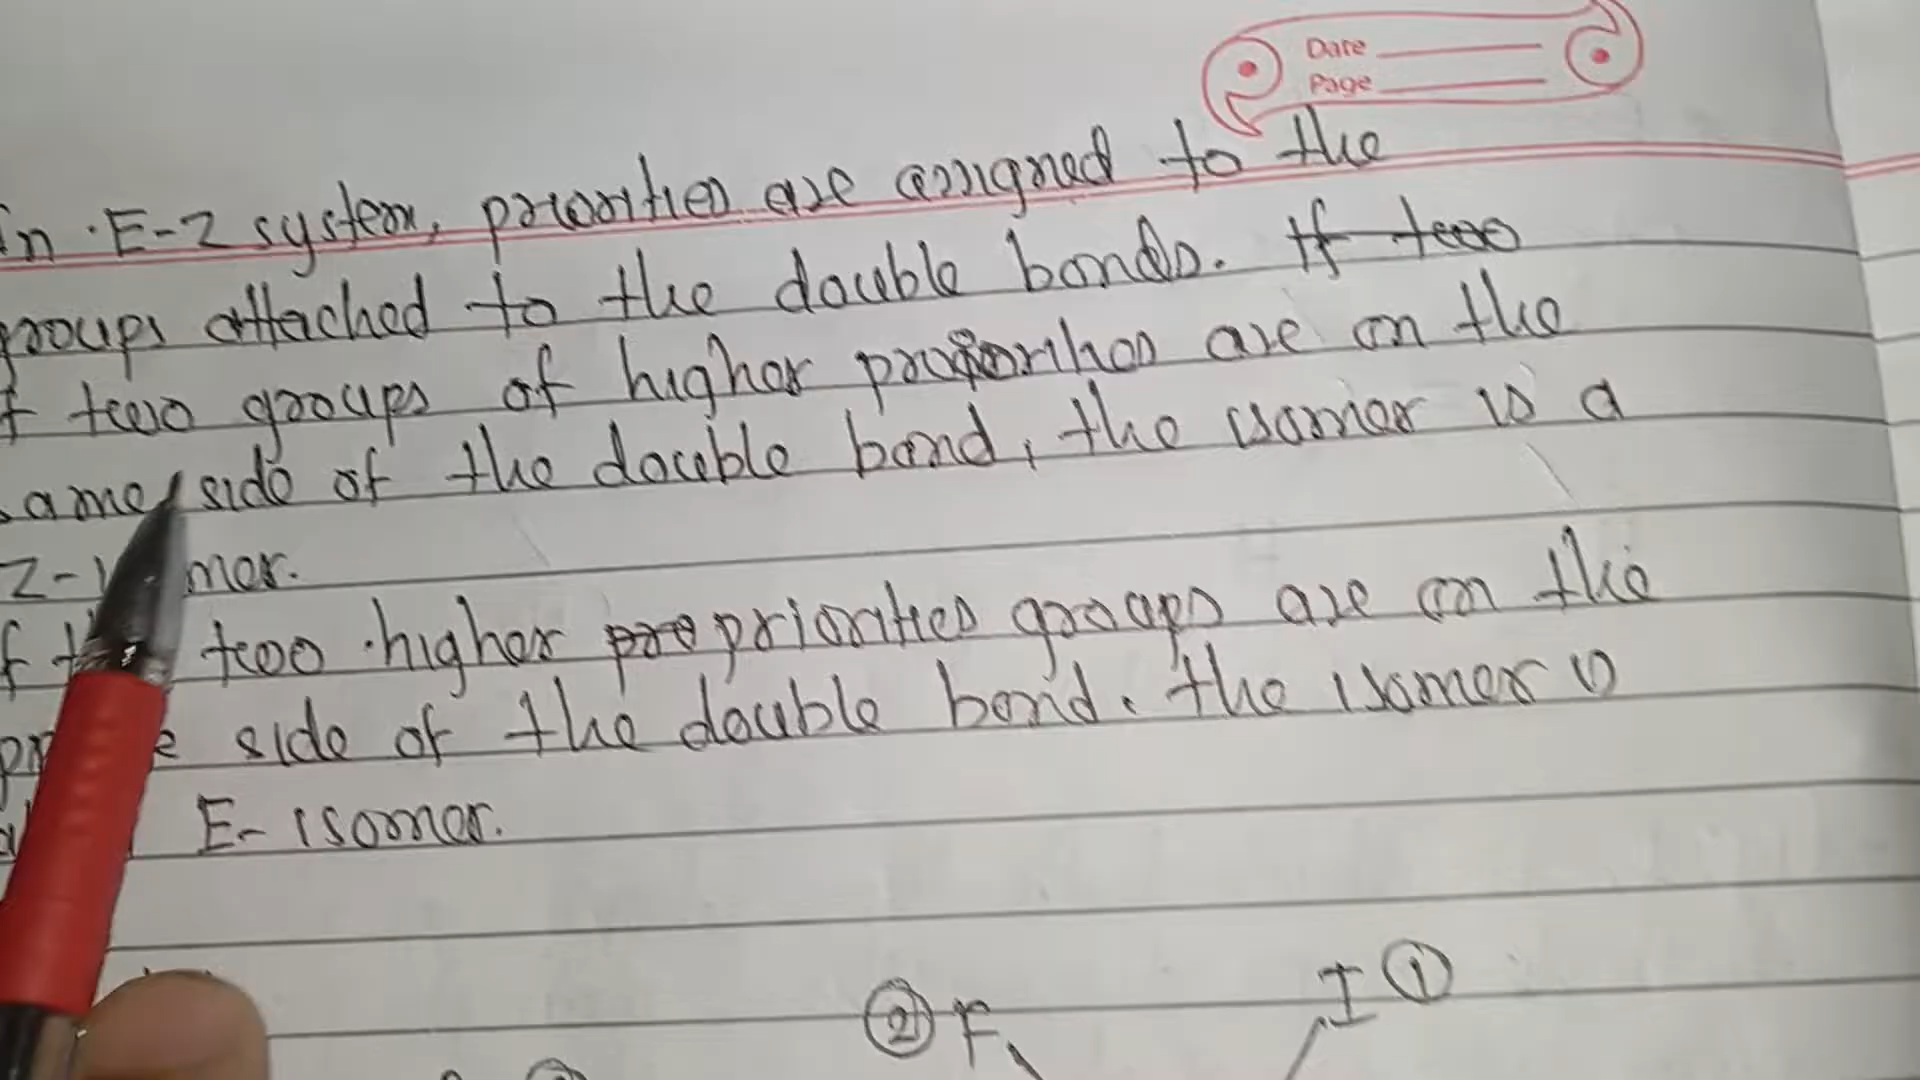 Date
Page
in E-Z system, priorities are assigned to the
groups attached to the double bonds. If two
f two groups of higher priorities are on the
same side of the double bond, the isomer is a
Z- mer.
f two higher pre priorities groups are on the
side of the double bond. the isomer is
E- isomer.
I ①
② F